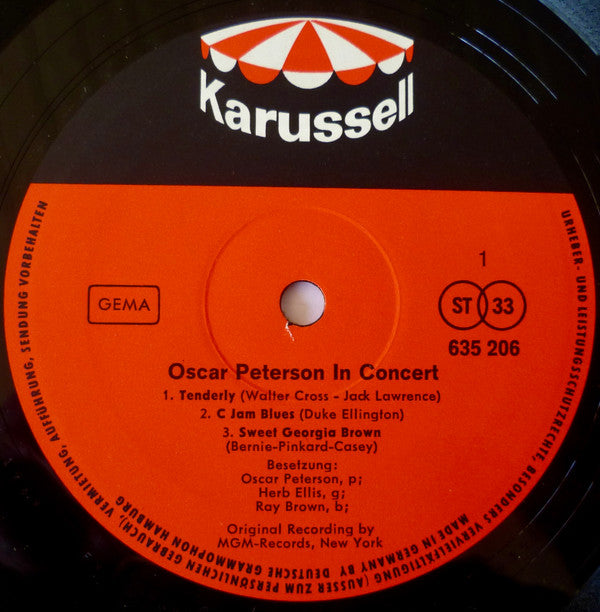 Karussell
GEMA
1
ST 33
635 206
Oscar Peterson In Concert
1. Tenderly (Walter Cross - Jack Lawrence)
2. C Jam Blues (Duke Ellington)
3. Sweet Georgia Brown
(Bernie-Pinkard-Casey)
Besetzung:
Oscar Peterson, p;
Herb Ellis, g;
Ray Brown, b;
Original Recording by
MGM-Records, New York
URHEBER- UND LEISTUNGSSCHUTZRECHTE, BESONDERS VERVIELFÄLTIGUNG (AUSSER ZUM PERSÖNLICHEN GEBRAUCH), VERMIETUNG, AUFFÜHRUNG, SENDUNG VORBEHALTEN
MADE IN GERMANY BY DEUTSCHE GRAMMOPHON HAMBURG